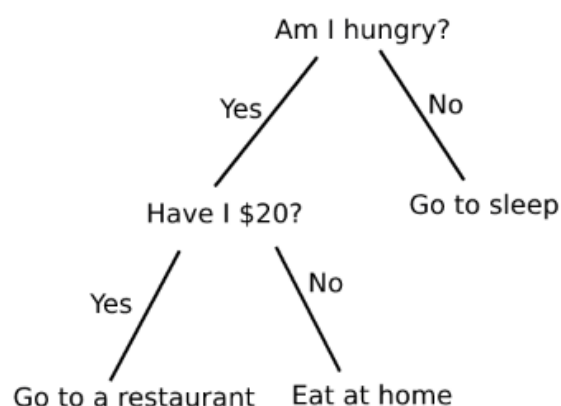 Am I hungry?
Yes
No
Have I $20?
Go to sleep
Yes
No
Go to a restaurant
Eat at home